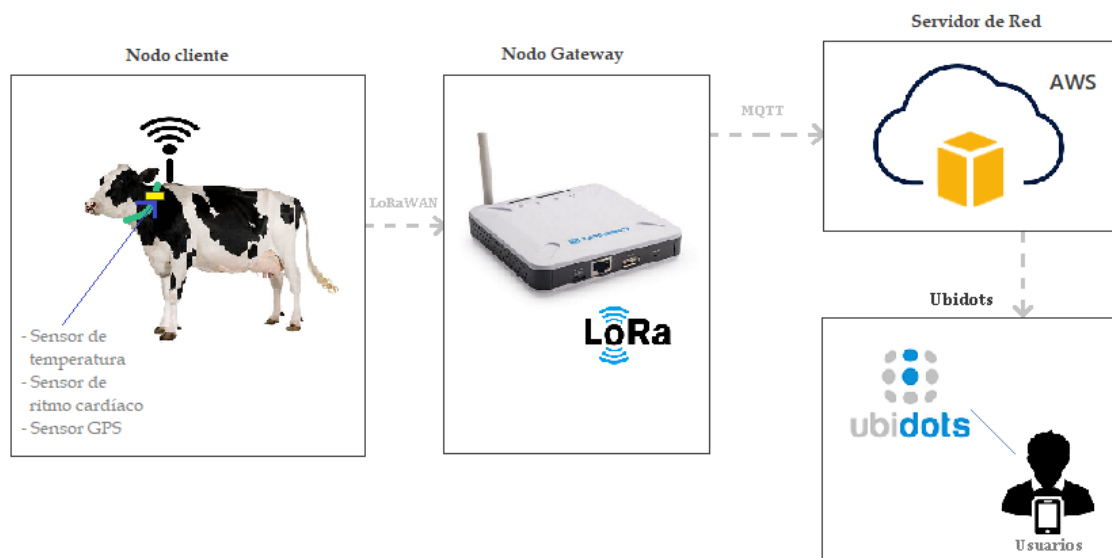 Nodo cliente
LoRaWAN
- Sensor de
temperatura
- Sensor de
ritmo cardíaco
- Sensor GPS
Nodo Gateway
LoRa
MQTT
Servidor de Red
AWS
Ubidots
ubidots
Usuarios